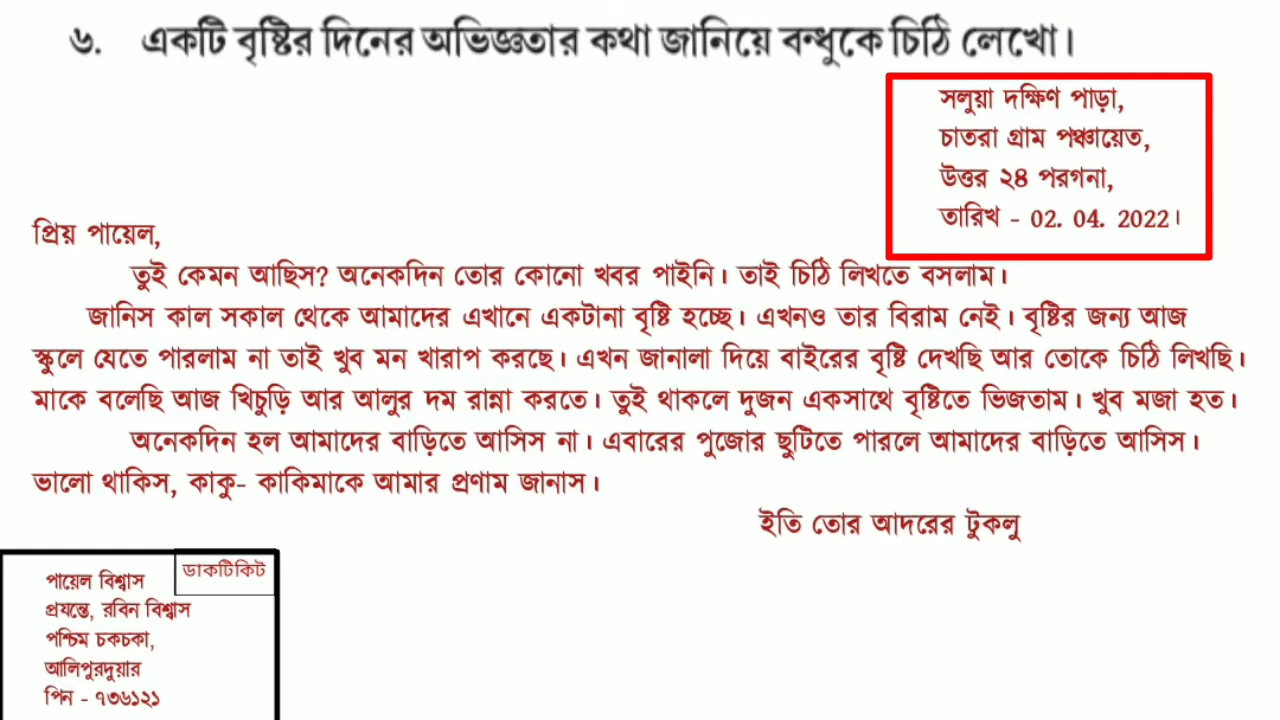 ৬. একটি বৃষ্টির দিনের অভিজ্ঞতার কথা জানিয়ে বন্ধুকে চিঠি লেখো।
সলুয়া দক্ষিণ পাড়া,
চাতরা গ্রাম পঞ্চায়েত,
উত্তর ২৪ পরগনা,
তারিখ - 02. 04. 2022।
প্রিয় পায়েল,
তুই কেমন আছিস? অনেকদিন তোর কোনো খবর পাইনি। তাই চিঠি লিখতে বসলাম।
জানিস কাল সকাল থেকে আমাদের এখানে একটানা বৃষ্টি হচ্ছে। এখনও তার বিরাম নেই। বৃষ্টির জন্য আজ
স্কুলে যেতে পারলাম না তাই খুব মন খারাপ করছে। এখন জানালা দিয়ে বাইরের বৃষ্টি দেখছি আর তোকে চিঠি লিখছি।
মাকে বলেছি আজ খিচুড়ি আর আলুর দম রান্না করতে। তুই থাকলে দুজন একসাথে বৃষ্টিতে ভিজতাম। খুব মজা হত।
অনেকদিন হল আমাদের বাড়িতে আসিস না। এবারের পুজোর ছুটিতে পারলে আমাদের বাড়িতে আসিস।
ভালো থাকিস, কাকু- কাকিমাকে আমার প্রণাম জানাস।
ইতি তোর আদরের টুকলু
ডাকটিকিট
পায়েল বিশ্বাস
প্রযন্তে, রবিন বিশ্বাস
পশ্চিম চকচকা,
আলিপুরদুয়ার
পিন - ৭৩৬১২১